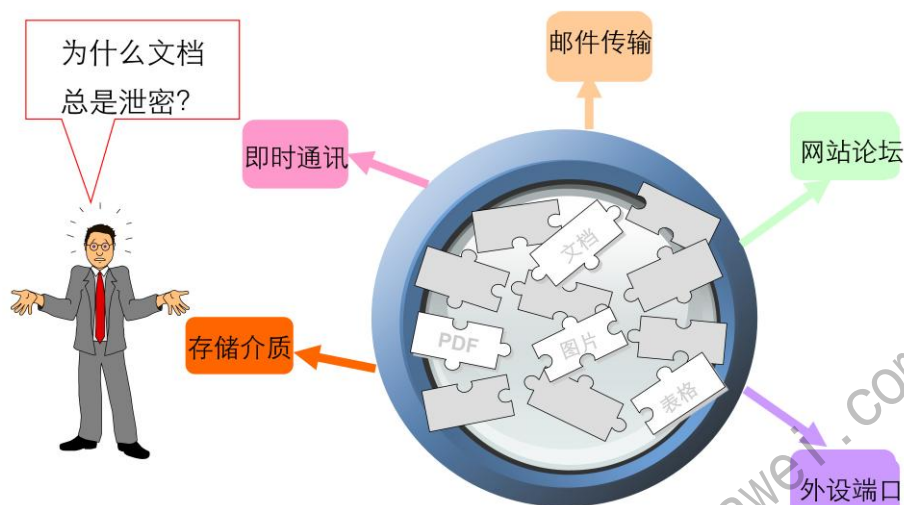 为什么文档
总是泄密？
邮件传输
即时通讯
网站论坛
文档
存储介质
PDF
图片
表格
外设端口